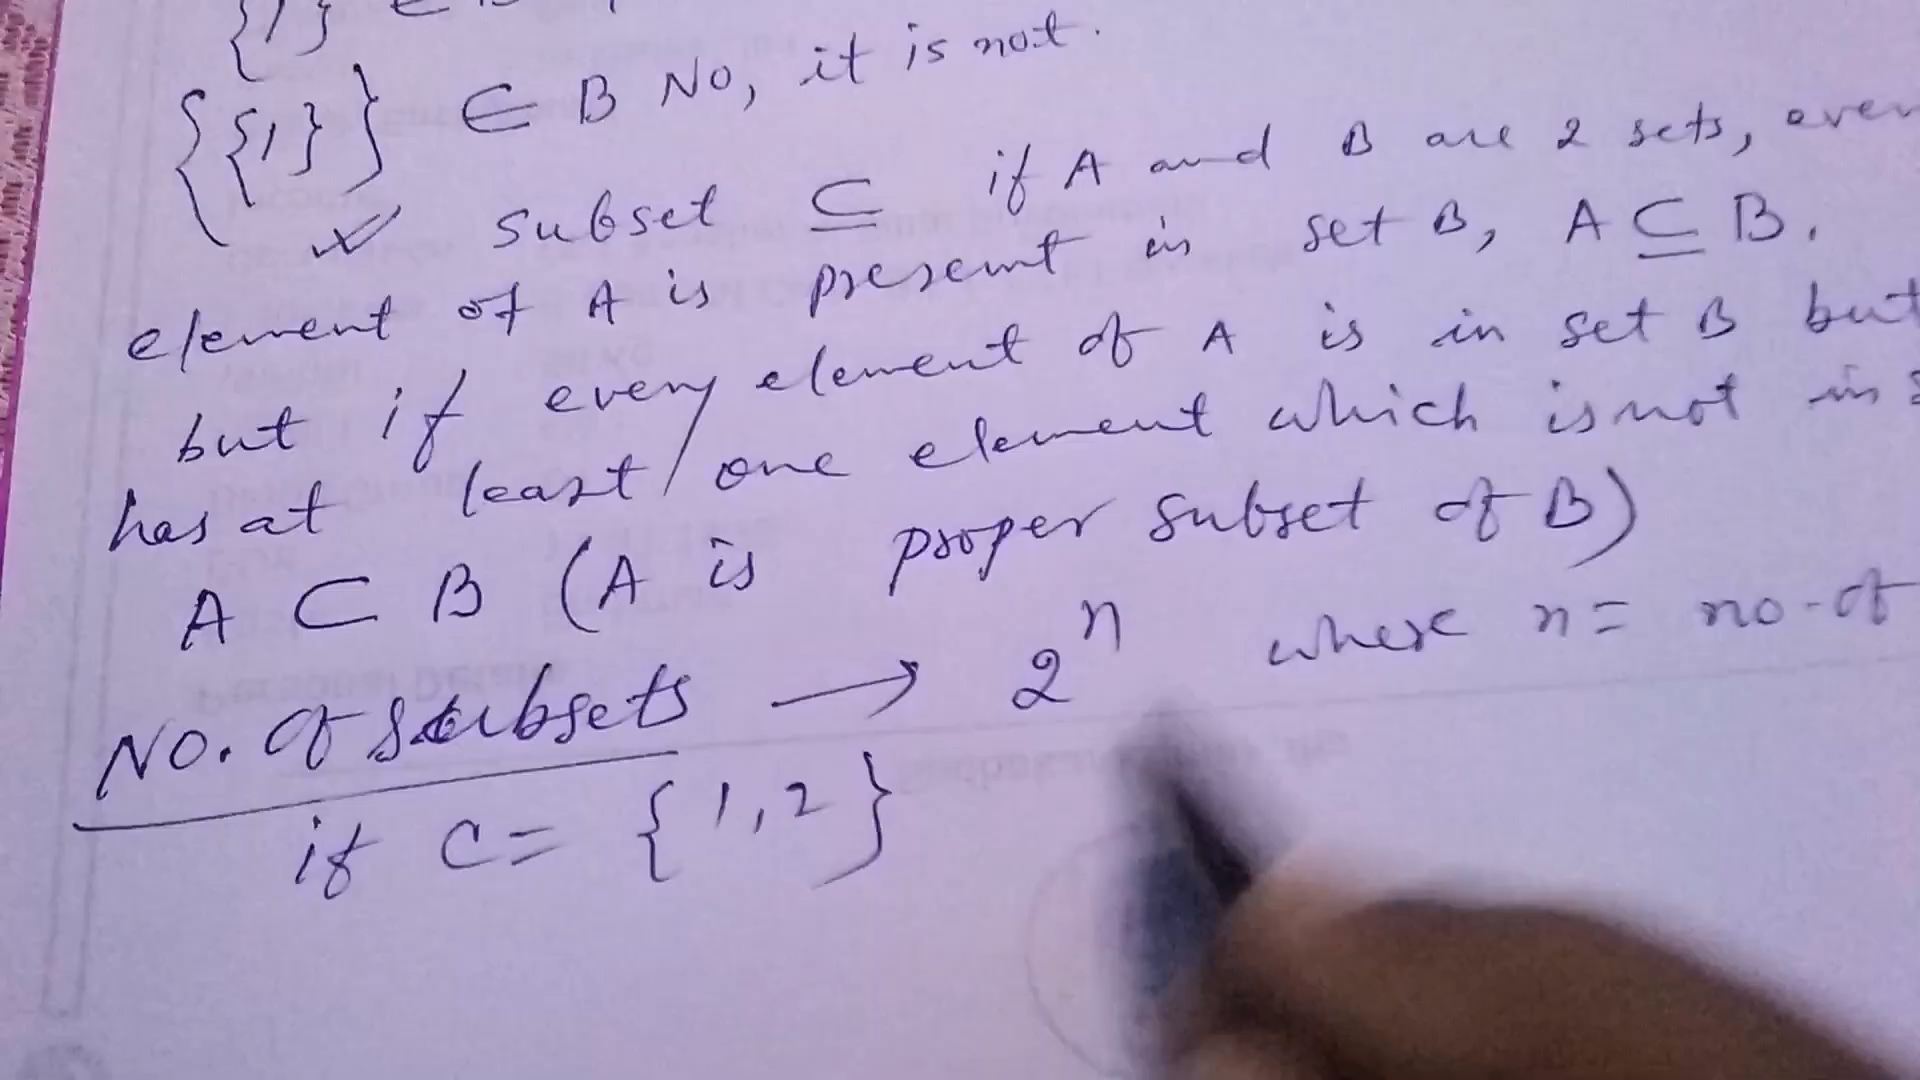 {1} ∈ B
{{1}} ∈ B NO, it is not.
subset ⊆ if A and B are 2 sets, ever
element of A is present in set B, A ⊆ B.
but if every element of A is in set B but
has at least one element which is not in
A ⊂ B (A is proper subset of B)
NO. of subsets → 2ⁿ where n = no. of
if C = {1,2}